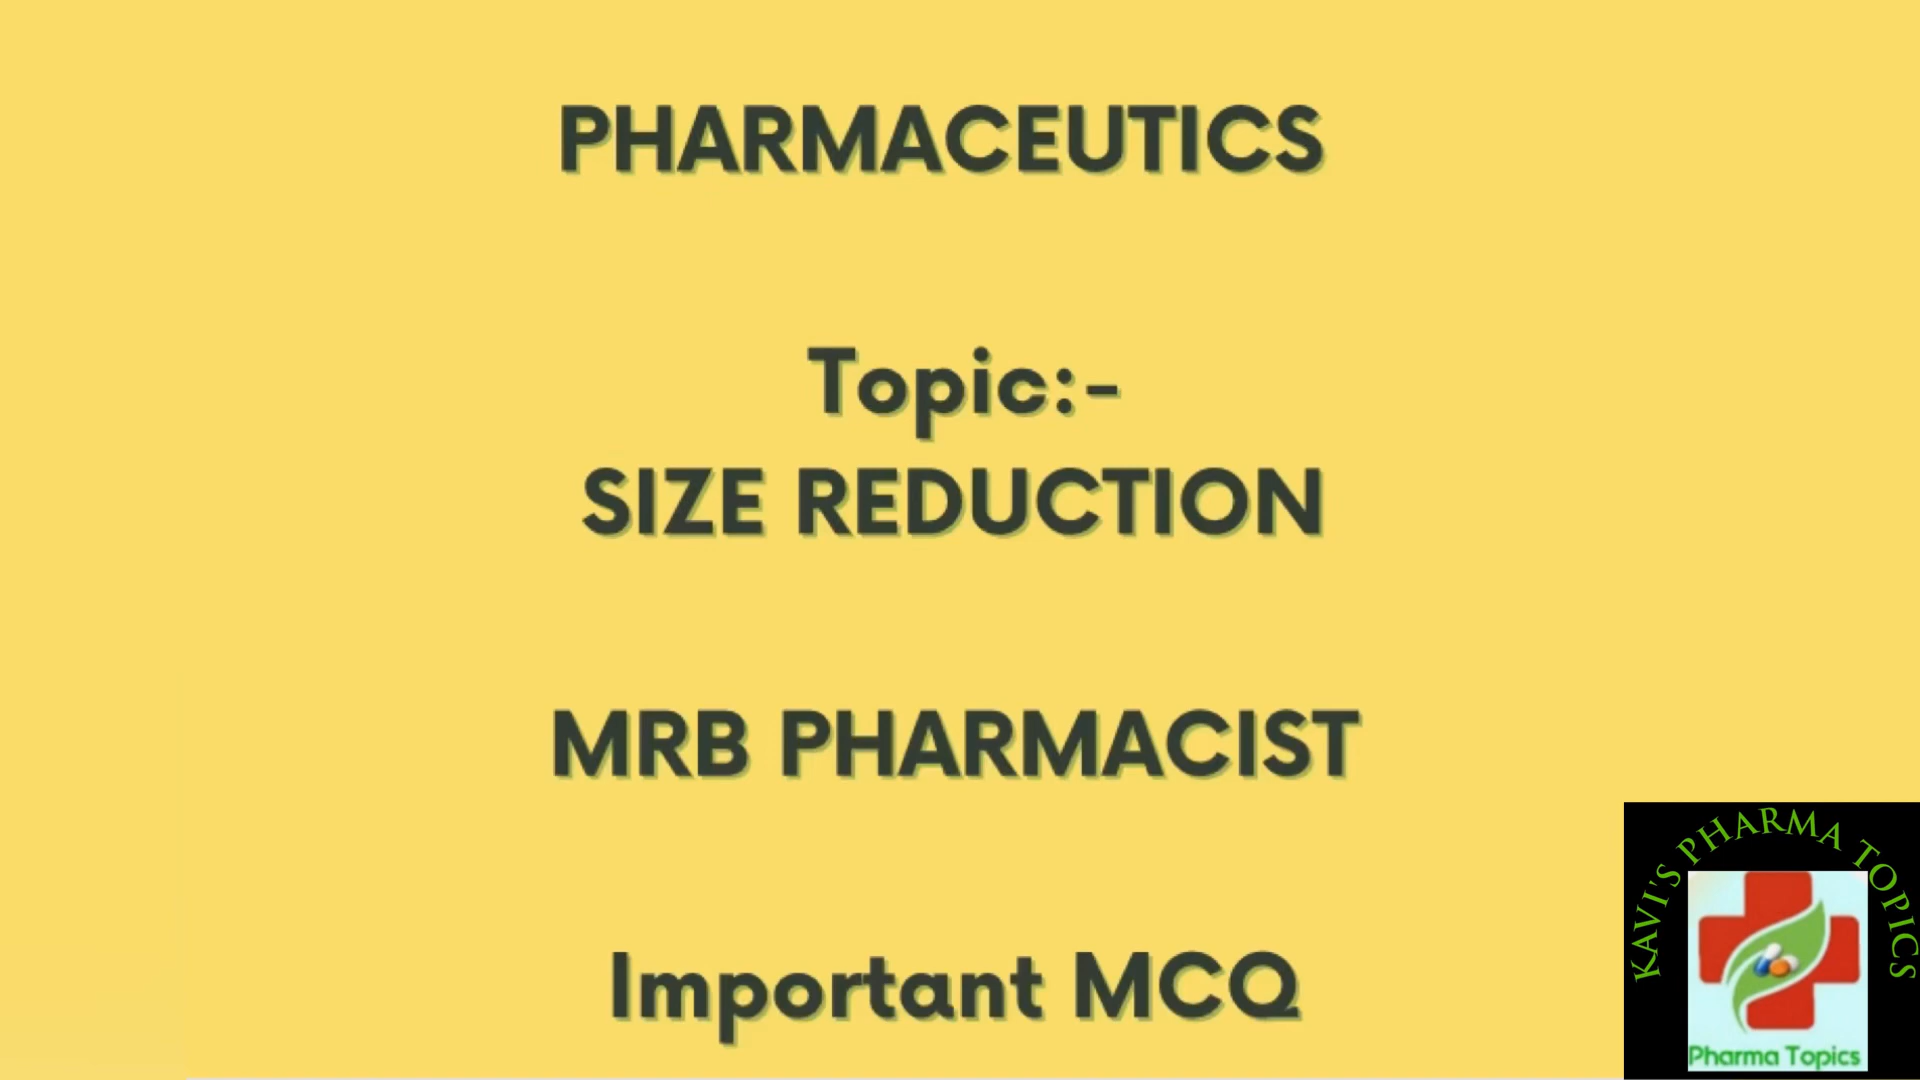 PHARMACEUTICS
Topic:-
SIZE REDUCTION
MRB PHARMACIST
Important MCQ
KAVI'S PHARMA TOPICS
Pharma Topics